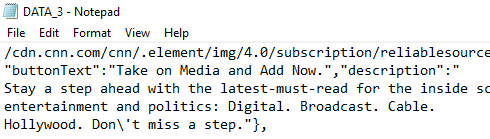 DATA_3 - Notepad
File Edit Format View Help
/cdn.cnn.com/cnn/.element/img/4.0/subscription/reliablesource
"buttonText":"Take on Media and Add Now.","description":"
Stay a step ahead with the latest-must-read for the inside sc
entertainment and politics: Digital. Broadcast. Cable.
Hollywood. Don\'t miss a step."},